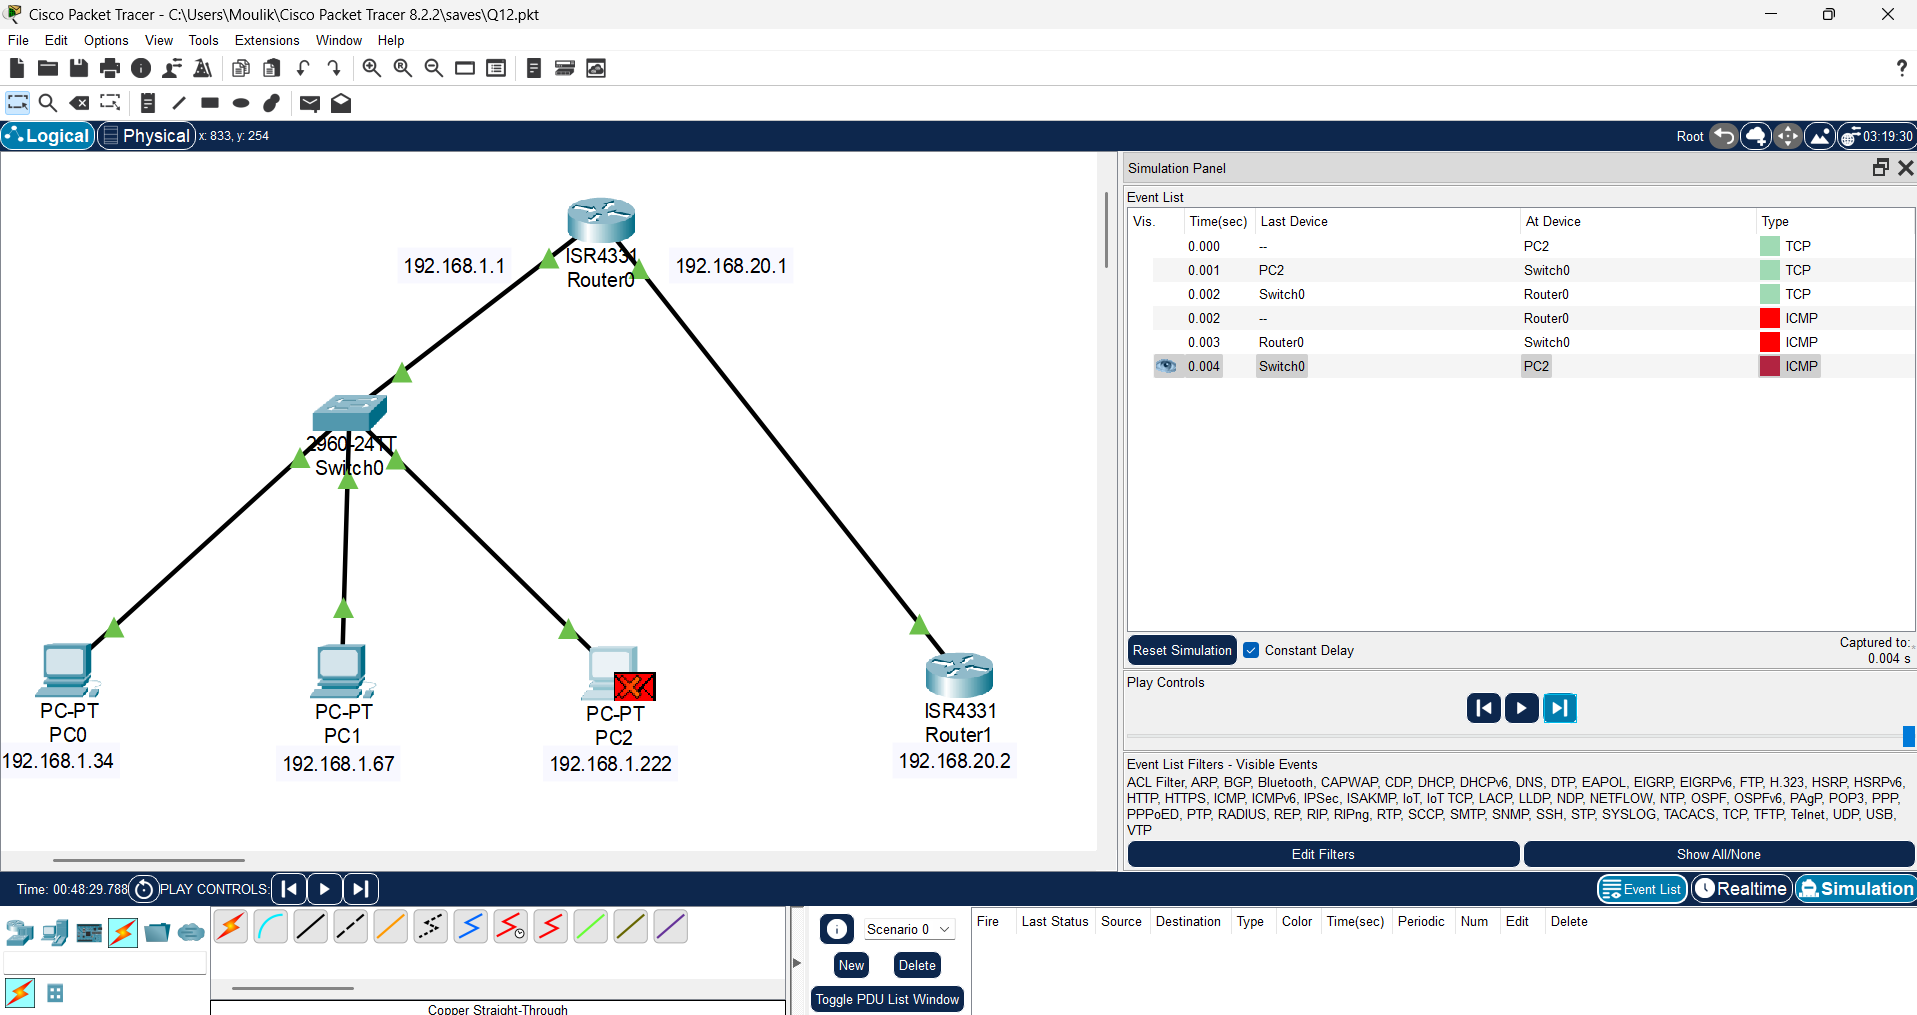 Cisco Packet Tracer - C:\Users\Moulik\Cisco Packet Tracer 8.2.2\saves\Q12.pkt
File Edit Options View Tools Extensions Window Help
?
Logical Physical x: 833, y: 254 Root 03:19:30
Simulation Panel
Event List
Vis. Time(sec) Last Device At Device Type
0.000 -- PC2 TCP
0.001 PC2 Switch0 TCP
0.002 Switch0 Router0 TCP
0.002 -- Router0 ICMP
0.003 Router0 Switch0 ICMP
0.004 Switch0 PC2 ICMP
192.168.1.1
ISR4331
Router0
192.168.20.1
2960-24TT
Switch0
PC-PT
PC0
192.168.1.34
PC-PT
PC1
192.168.1.67
PC-PT
PC2
192.168.1.222
ISR4331
Router1
192.168.20.2
Reset Simulation Constant Delay
Captured to:
0.004 s
Play Controls
Event List Filters - Visible Events
ACL Filter, ARP, BGP, Bluetooth, CAPWAP, CDP, DHCP, DHCPv6, DNS, DTP, EAPOL, EIGRP, EIGRPv6, FTP, H.323, HSRP, HSRPv6,
HTTP, HTTPS, ICMP, ICMPv6, IPSec, ISAKMP, IoT, IoT TCP, LACP, LLDP, NDP, NETFLOW, NTP, OSPF, OSPFv6, PAgP, POP3, PPP,
PPPoED, PTP, RADIUS, REP, RIP, RIPng, RTP, SCCP, SMTP, SNMP, SSH, STP, SYSLOG, TACACS, TCP, TFTP, Telnet, UDP, USB,
VTP
Edit Filters Show All/None
Time: 00:48:29.788 PLAY CONTROLS: Event List Realtime Simulation
Scenario 0
New Delete
Toggle PDU List Window
Fire Last Status Source Destination Type Color Time(sec) Periodic Num Edit Delete
Copper Straight-Through